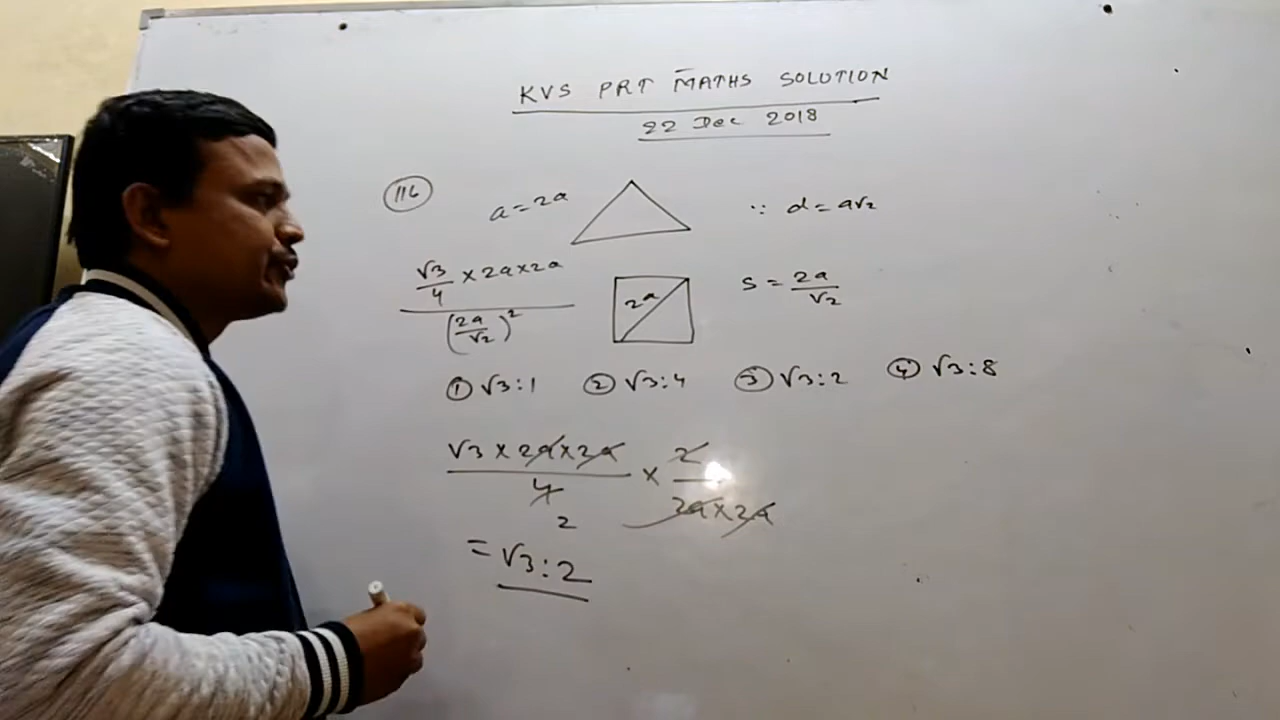 KVS PRT MATHS SOLUTION
22 Dec 2018
116
a=2a
∵ d=a√2
√3/4 × 2a×2a
(2a/√2)²
2a
S = 2a/√2
① √3:1 ② √3:4 ③ √3:2 ④ √3:8
√3 × 2a×2a / 4 × 2 / 2a×2a
2
= √3:2